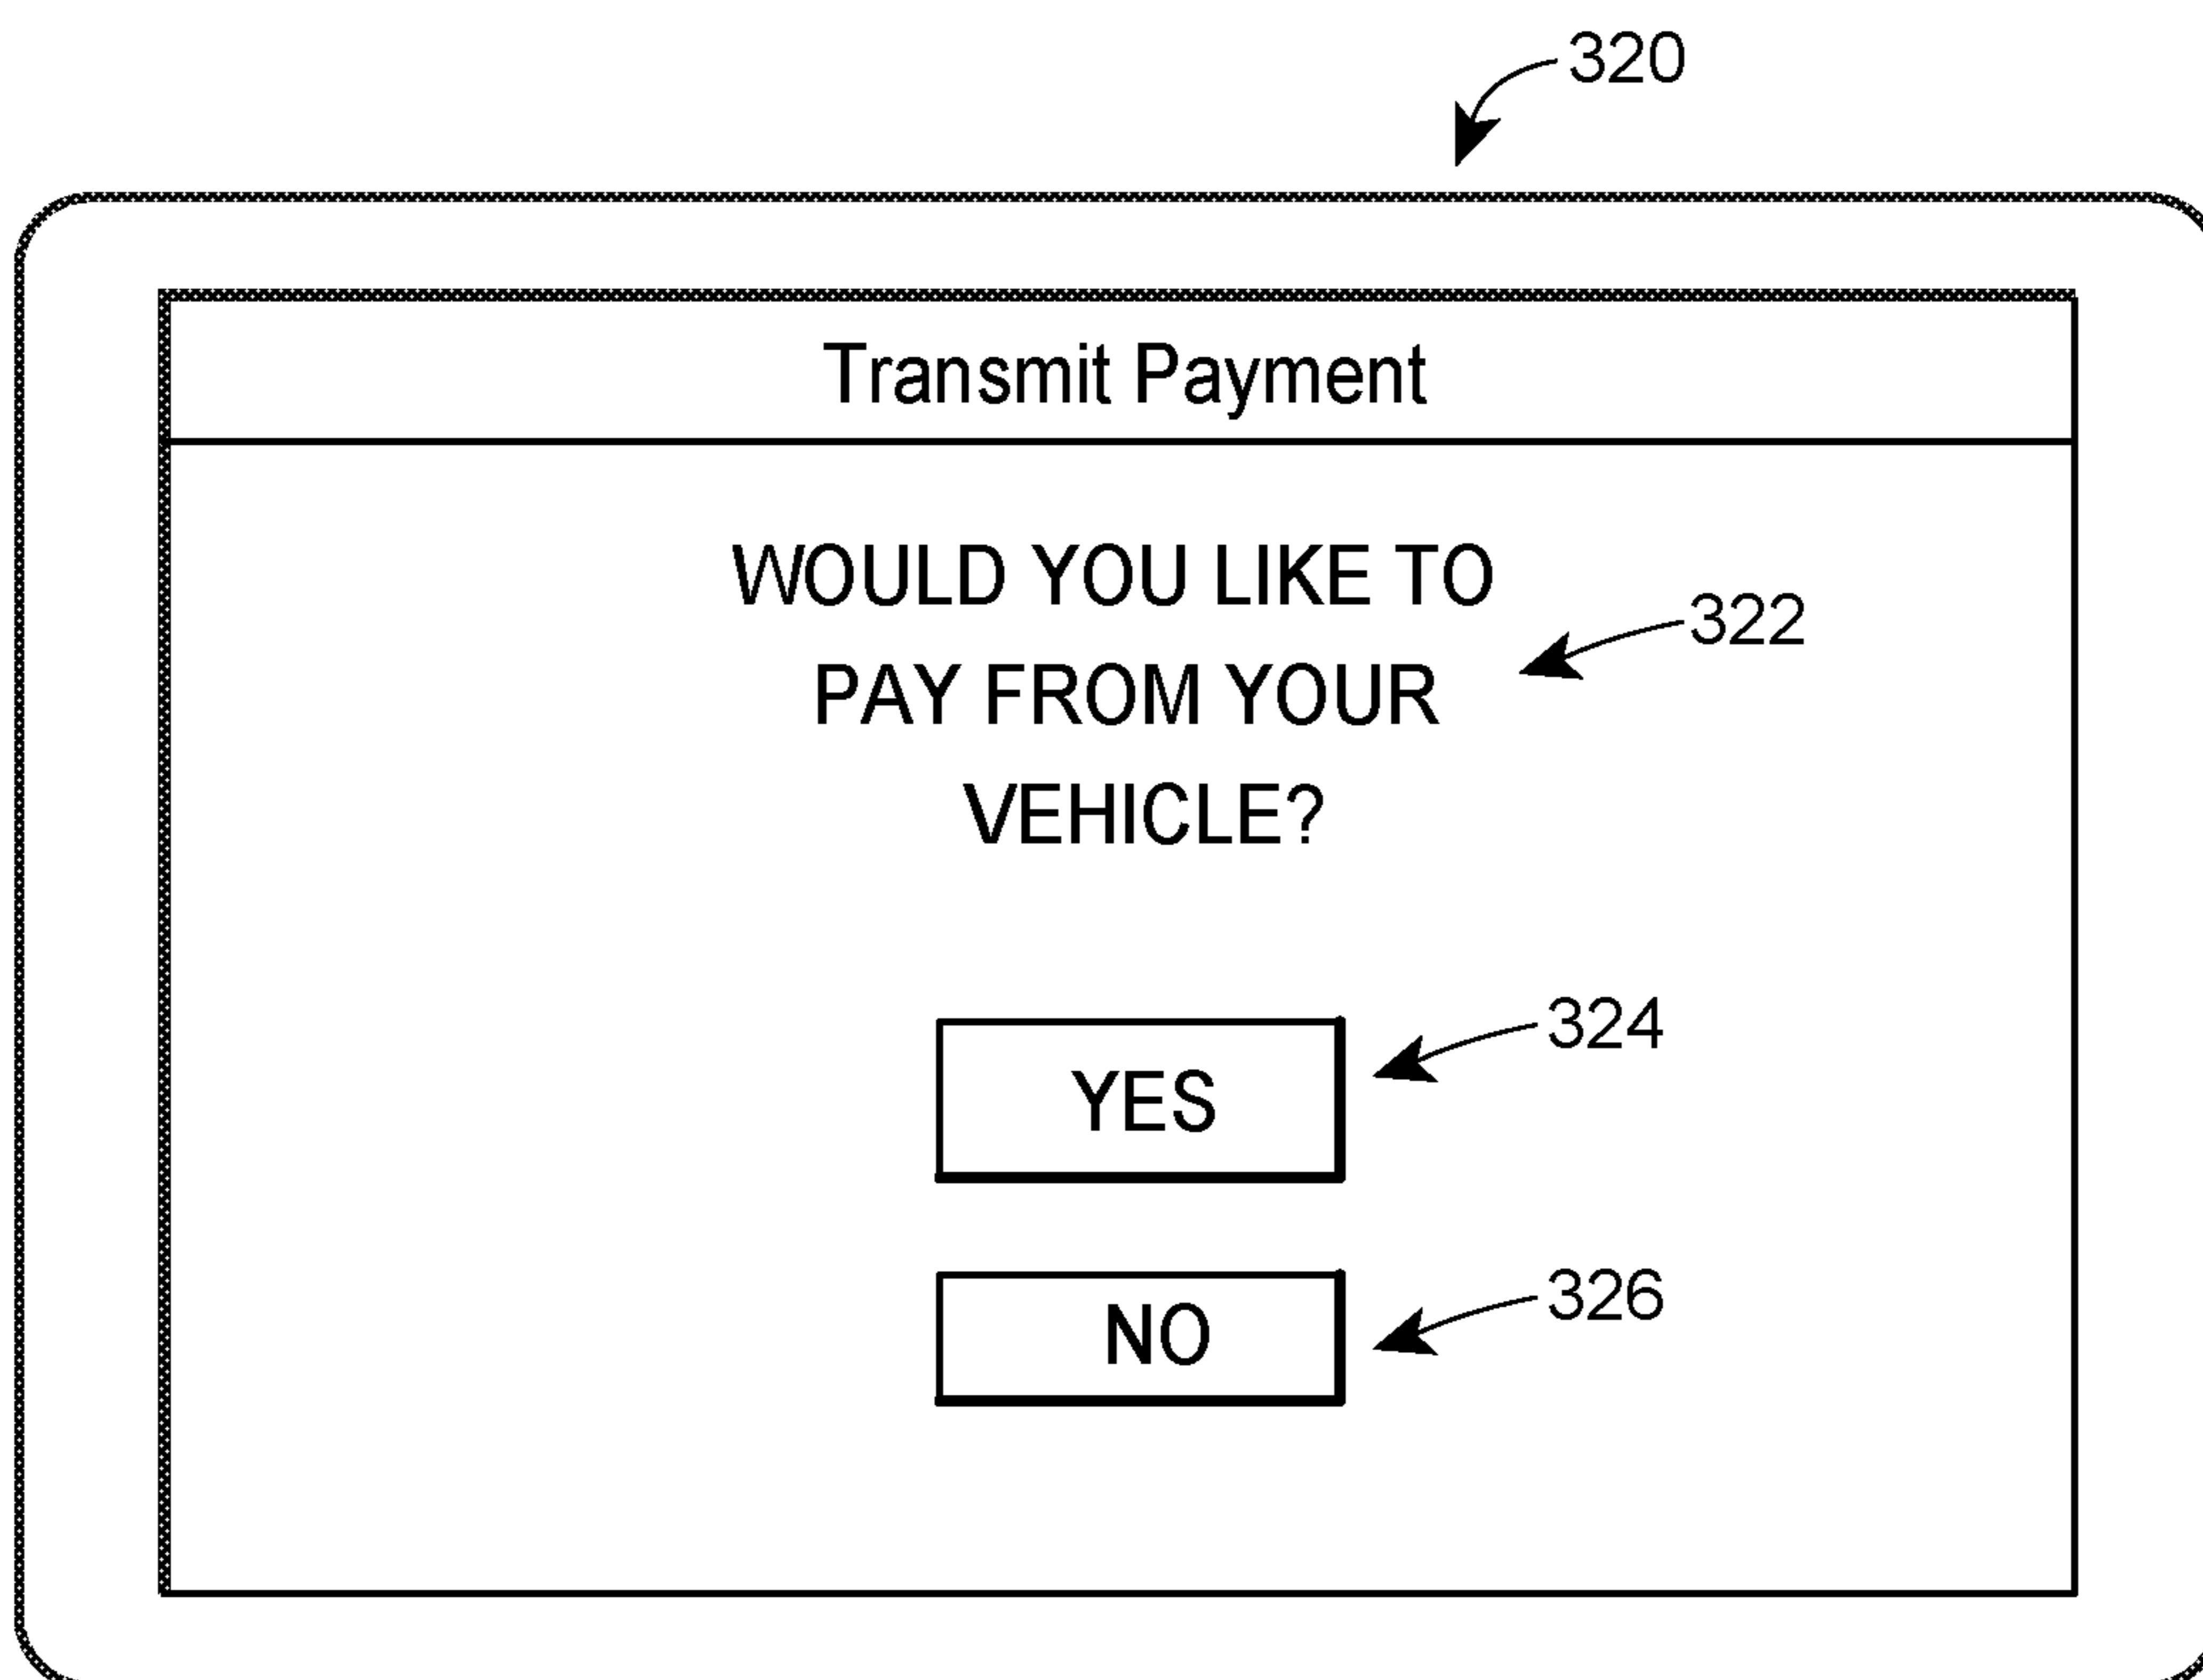 320
Transmit Payment
WOULD YOU LIKE TO
322
PAY FROM YOUR
VEHICLE?
324
YES
326
NO